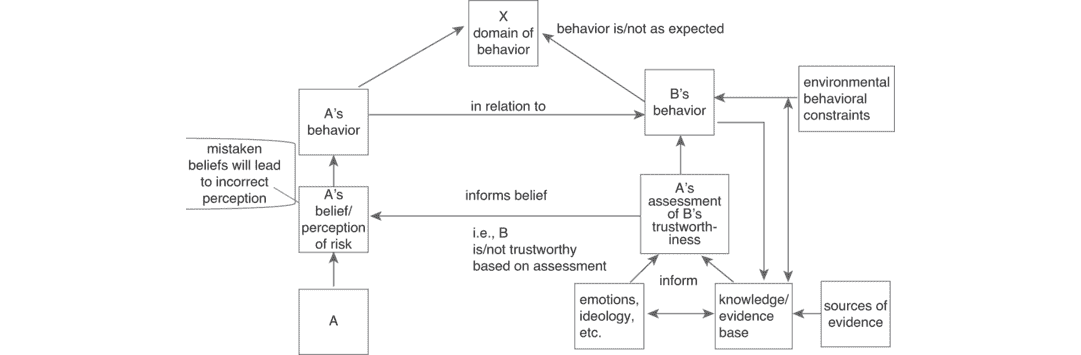 X
domain of
behavior
behavior is/not as expected
A's
behavior
in relation to
B's
behavior
environmental
behavioral
constraints
mistaken
beliefs will lead
to incorrect
perception
A's
belief/
perception
of risk
informs belief
i.e., B
is/not trustworthy
based on assessment
A's
assessment
of B's
trustworth-
iness
A
emotions,
ideology,
etc.
inform
knowledge/
evidence
base
sources of
evidence